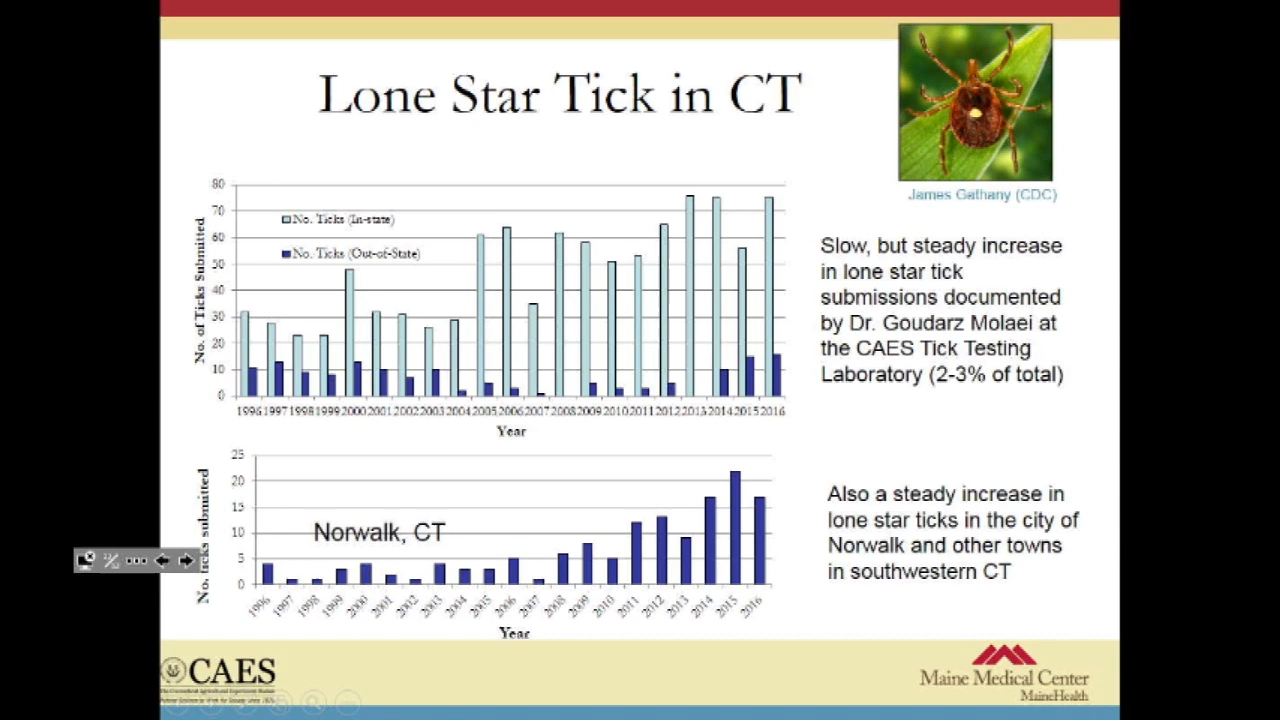 Lone Star Tick in CT
James Gathany (CDC)
80
70
60
50
40
30
20
10
0
No. of Ticks Submitted
No. Ticks (In-state)
No. Ticks (Out-of-State)
1996 1997 1998 1999 2000 2001 2002 2003 2004 2005 2006 2007 2008 2009 2010 2011 2012 2013 2014 2015 2016
Year
Slow, but steady increase
in lone star tick
submissions documented
by Dr. Goudarz Molaei at
the CAES Tick Testing
Laboratory (2-3% of total)
25
20
15
10
5
0
No. ticks submitted
Norwalk, CT
1996 1997 1998 1999 2000 2001 2002 2003 2004 2005 2006 2007 2008 2009 2010 2011 2012 2013 2014 2015 2016
Year
Also a steady increase in
lone star ticks in the city of
Norwalk and other towns
in southwestern CT
CAES
Maine Medical Center
MaineHealth